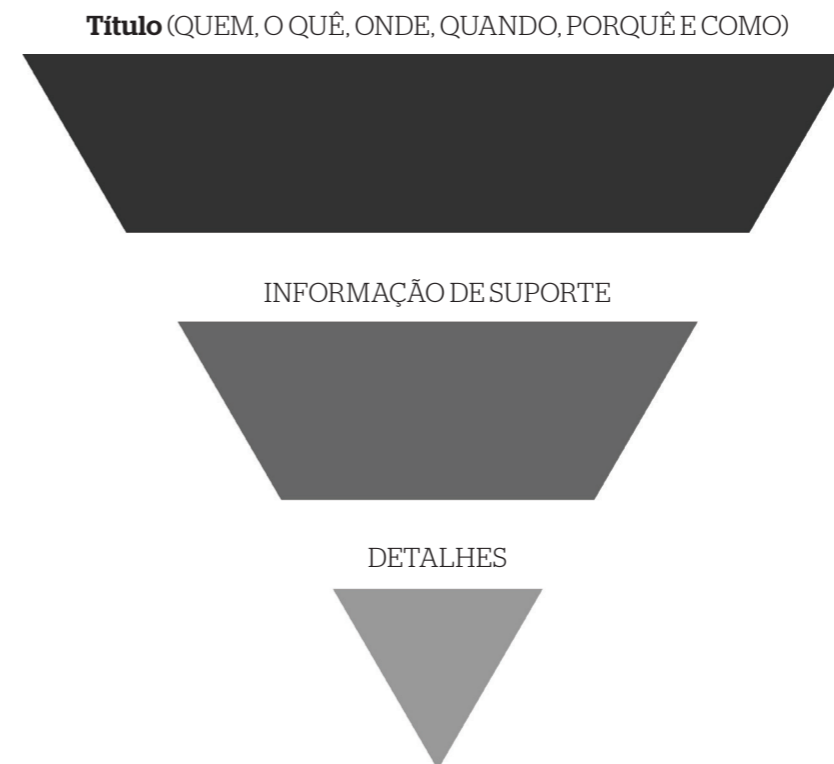 Título (QUEM, O QUÊ, ONDE, QUANDO, PORQUÊ E COMO)
INFORMAÇÃO DE SUPORTE
DETALHES